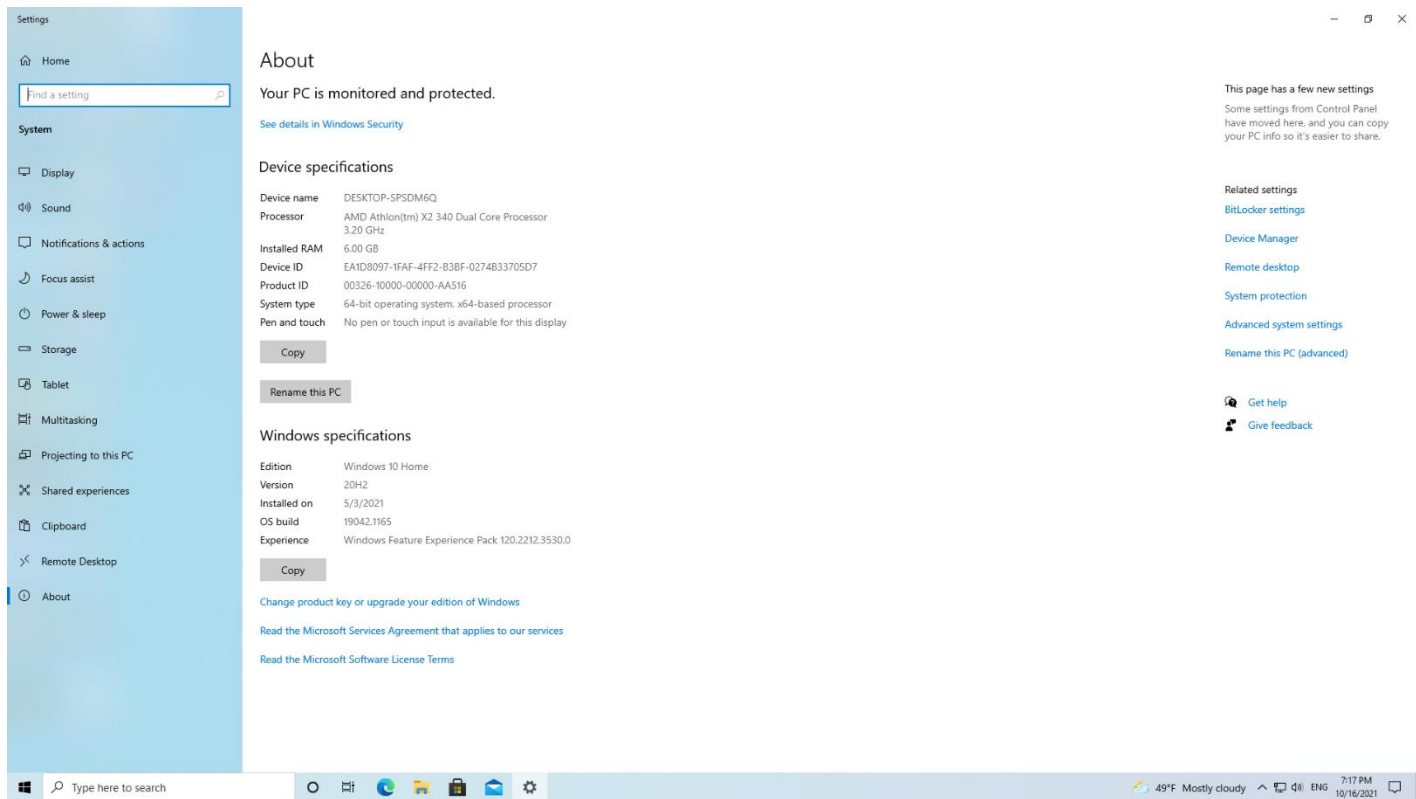 Settings
Home
Find a setting
System
Display
Sound
Notifications & actions
Focus assist
Power & sleep
Storage
Tablet
Multitasking
Projecting to this PC
Shared experiences
Clipboard
Remote Desktop
About
About
Your PC is monitored and protected.
See details in Windows Security
Device specifications
Device name DESKTOP-SPSDM6Q
Processor AMD Athlon(tm) X2 340 Dual Core Processor
3.20 GHz
Installed RAM 6.00 GB
Device ID EA1D8097-1FAF-4FF2-B3BF-0274B33705D7
Product ID 00326-10000-00000-AA516
System type 64-bit operating system, x64-based processor
Pen and touch No pen or touch input is available for this display
Copy
Rename this PC
Windows specifications
Edition Windows 10 Home
Version 20H2
Installed on 5/3/2021
OS build 19042.1165
Experience Windows Feature Experience Pack 120.2212.3530.0
Copy
Change product key or upgrade your edition of Windows
Read the Microsoft Services Agreement that applies to our services
Read the Microsoft Software License Terms
This page has a few new settings
Some settings from Control Panel
have moved here, and you can copy
your PC info so it's easier to share.
Related settings
BitLocker settings
Device Manager
Remote desktop
System protection
Advanced system settings
Rename this PC (advanced)
Get help
Give feedback
Type here to search
49°F Mostly cloudy
ENG
7:17 PM
10/16/2021